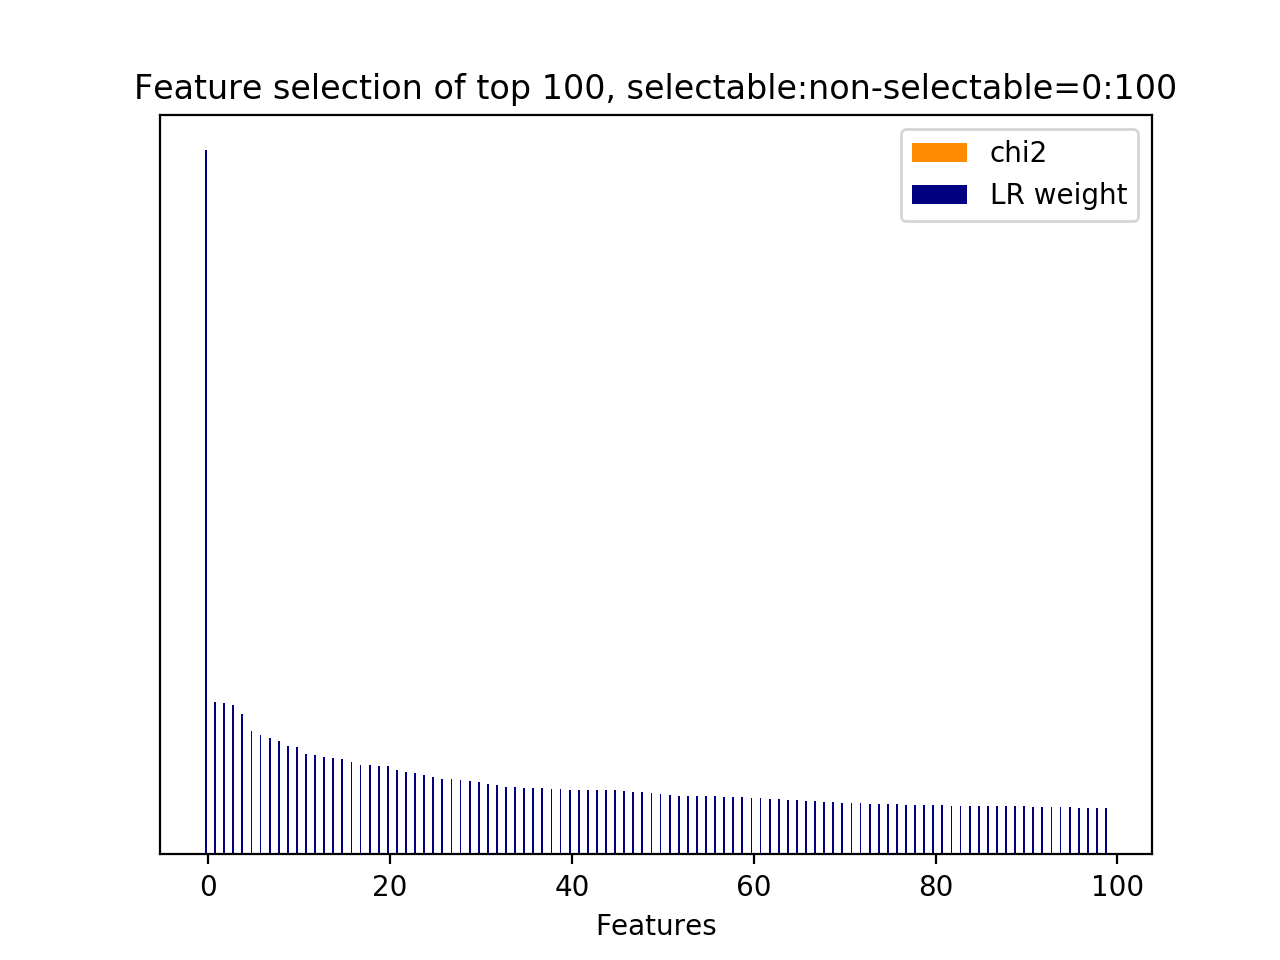 Feature selection of top 100, selectable:non-selectable=0:100
chi2
LR weight
0 20 40 60 80 100
Features